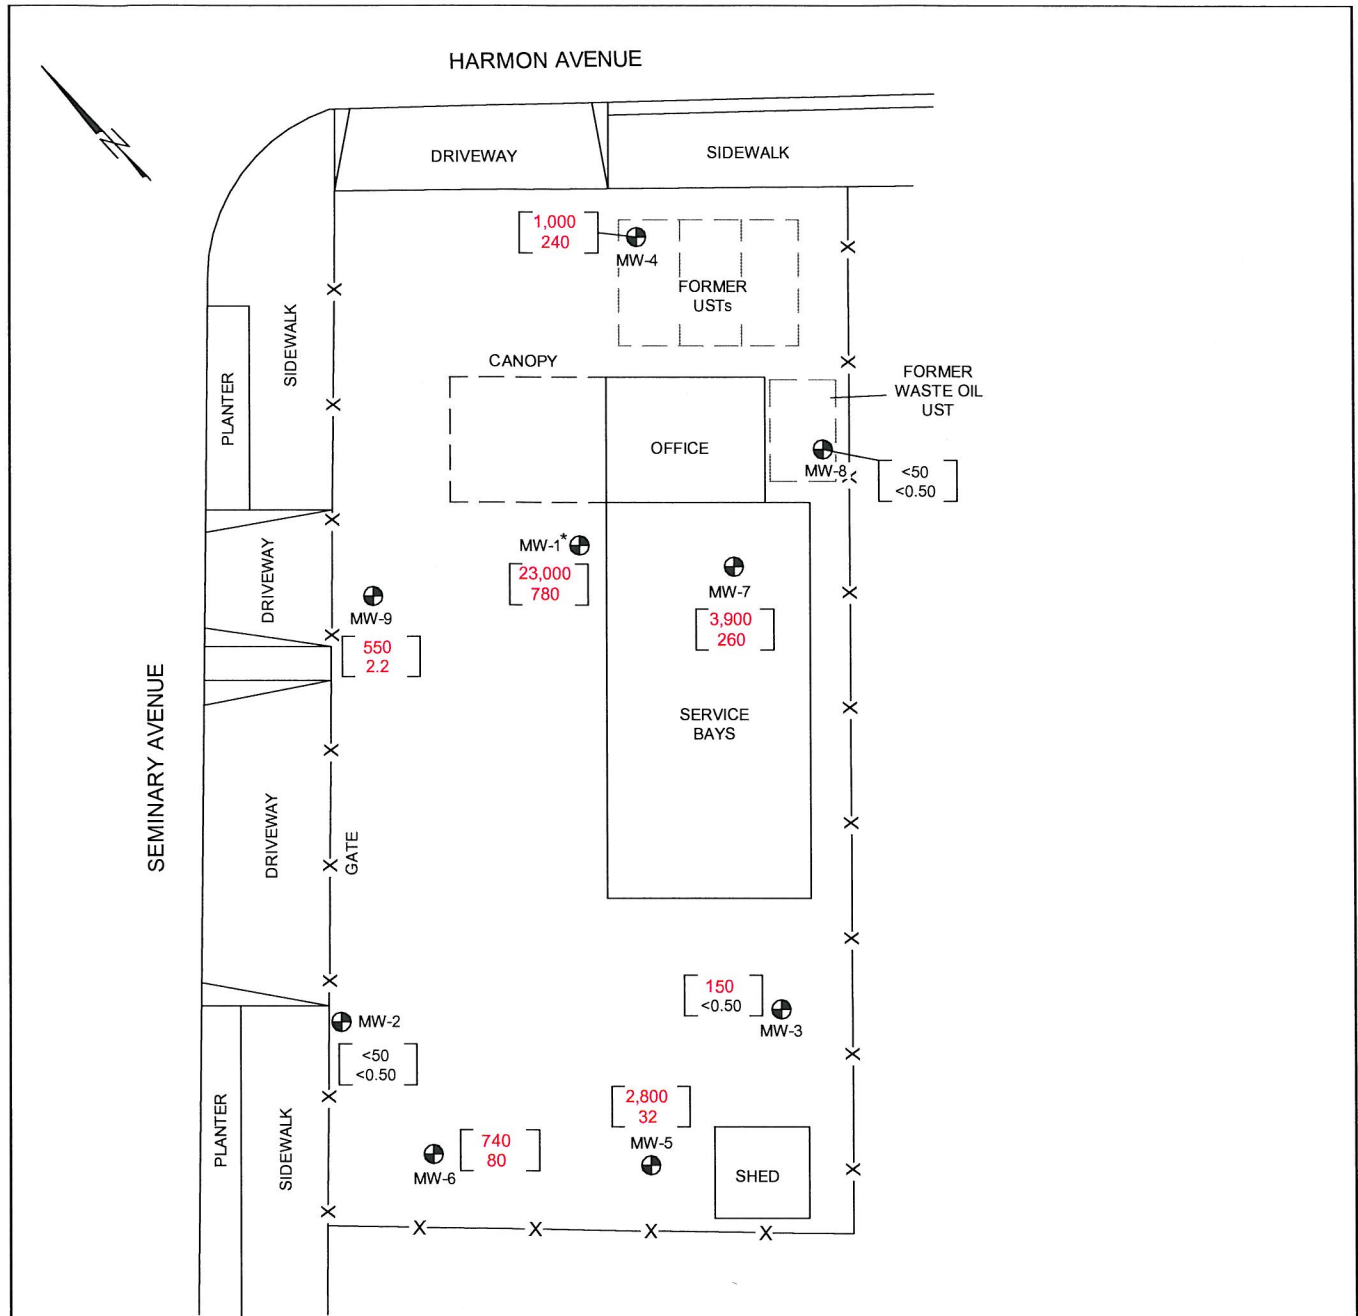 HARMON AVENUE
N
DRIVEWAY
SIDEWALK
1,000
240
MW-4
FORMER
USTs
SIDEWALK
PLANTER
CANOPY
FORMER
WASTE OIL
UST
OFFICE
MW-8
<50
<0.50
MW-1*
23,000
780
MW-7
3,900
260
DRIVEWAY
MW-9
550
2.2
SERVICE
BAYS
SEMINARY AVENUE
DRIVEWAY
GATE
150
<0.50
MW-3
MW-2
<50
<0.50
2,800
32
MW-5
740
80
MW-6
PLANTER
SIDEWALK
SHED